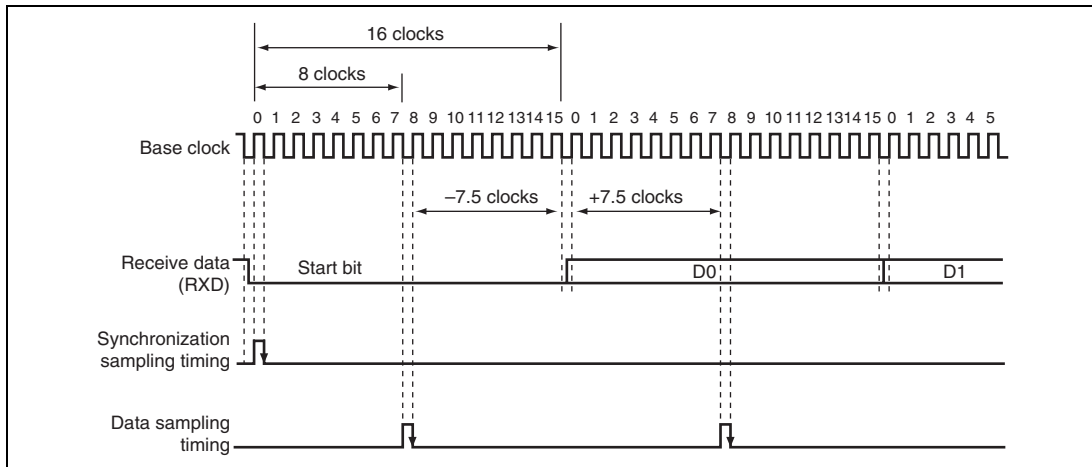 16 clocks
8 clocks
0 1 2 3 4 5 6 7 8 9 10 11 12 13 14 15 0 1 2 3 4 5 6 7 8 9 10 11 12 13 14 15 0 1 2 3 4 5
Base clock
–7.5 clocks +7.5 clocks
Receive data
(RXD)
Start bit D0 D1
Synchronization
sampling timing
Data sampling
timing